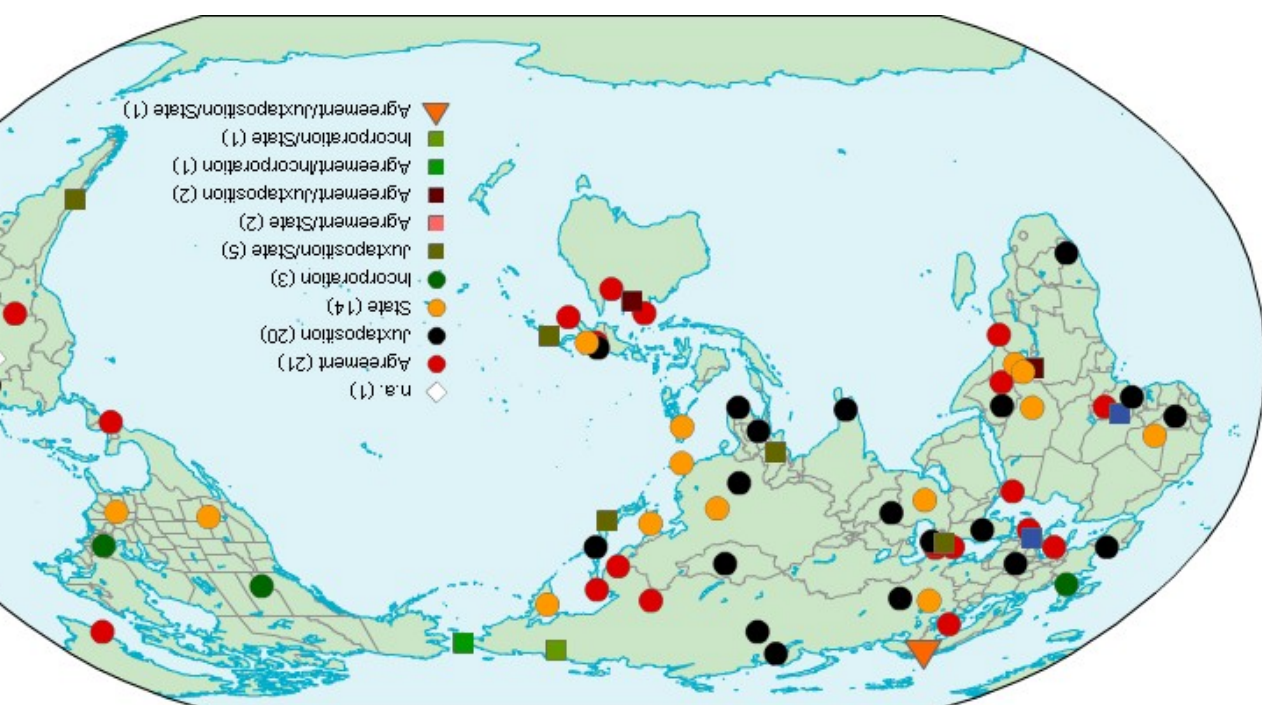 n.a. (1)
Agreement (21)
Juxtaposition (20)
State (14)
Incorporation (3)
Juxtaposition/State (5)
Agreement/State (2)
Agreement/Juxtaposition (2)
Agreement/Incorporation (1)
Incorporation/State (1)
Agreement/Juxtaposition/State (1)